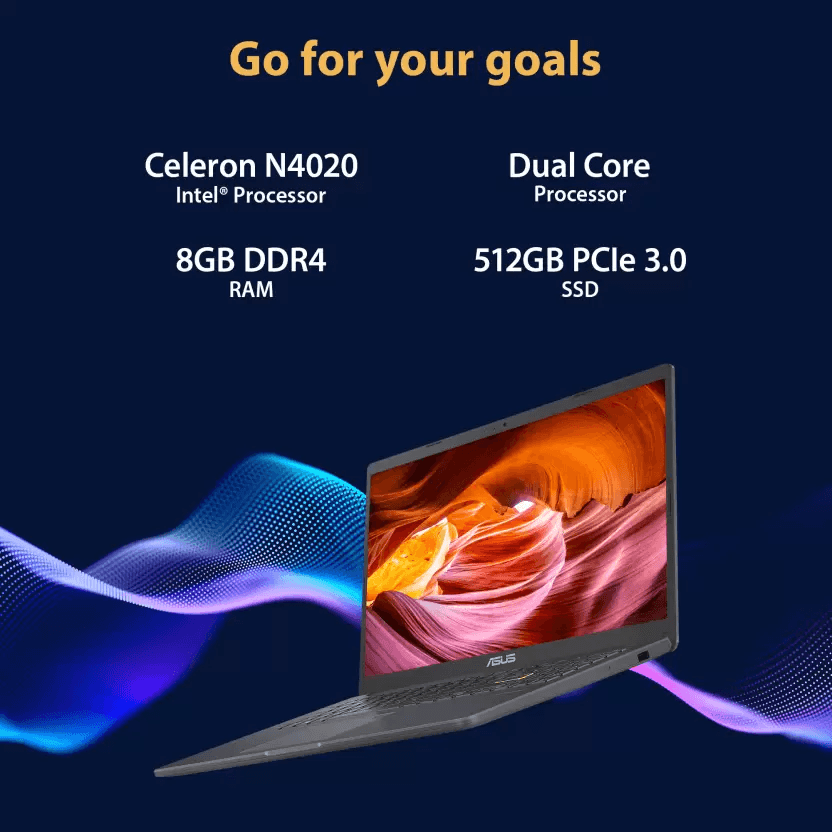 Go for your goals
Celeron N4020
Intel® Processor
Dual Core
Processor
8GB DDR4
RAM
512GB PCIe 3.0
SSD
ASUS